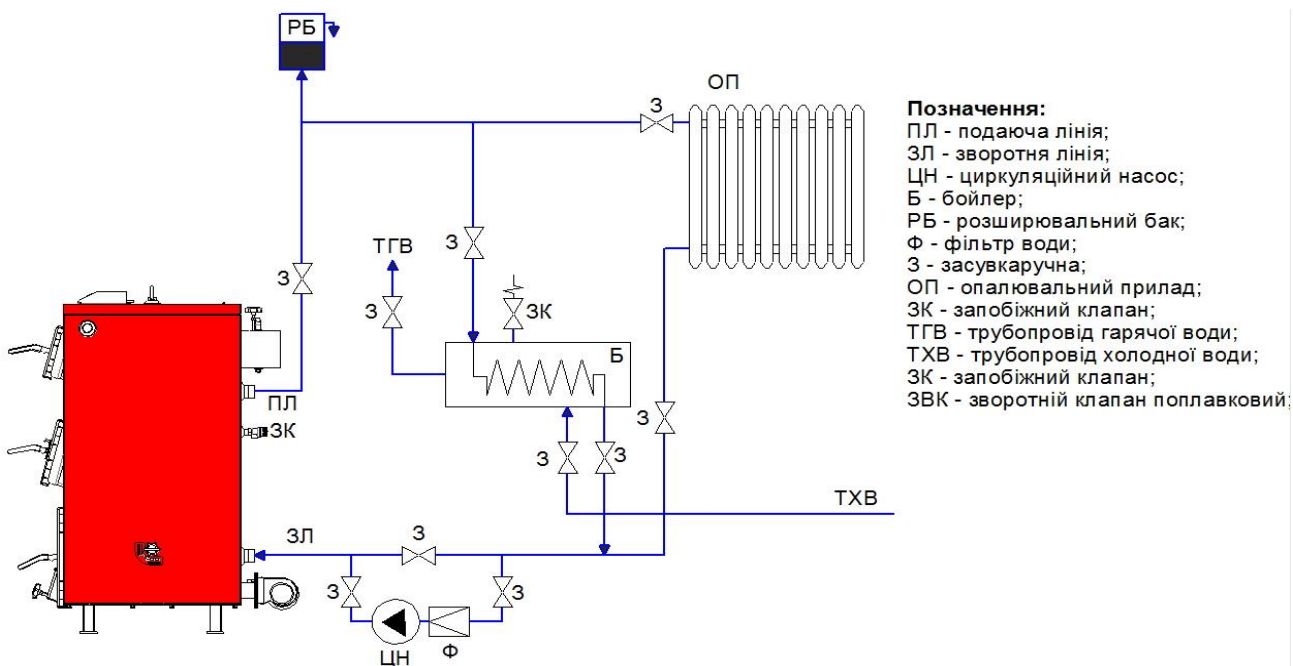 РБ
ОП
З
Позначення:
ПЛ - подаюча лінія;
ЗЛ - зворотня лінія;
ЦН - циркуляційний насос;
Б - бойлер;
РБ - розширювальний бак;
Ф - фільтр води;
З - засувкаручна;
ОП - опалювальний прилад;
ЗК - запобіжний клапан;
ТГВ - трубопровід гарячої води;
ТХВ - трубопровід холодної води;
ЗК - запобіжний клапан;
ЗВК - зворотній клапан поплавковий;
ТГВ
З
З
З
ЗК
Б
ПЛ
ЗК
З
З
З
ТХВ
ЗЛ
З
З
З
ЦН
Ф